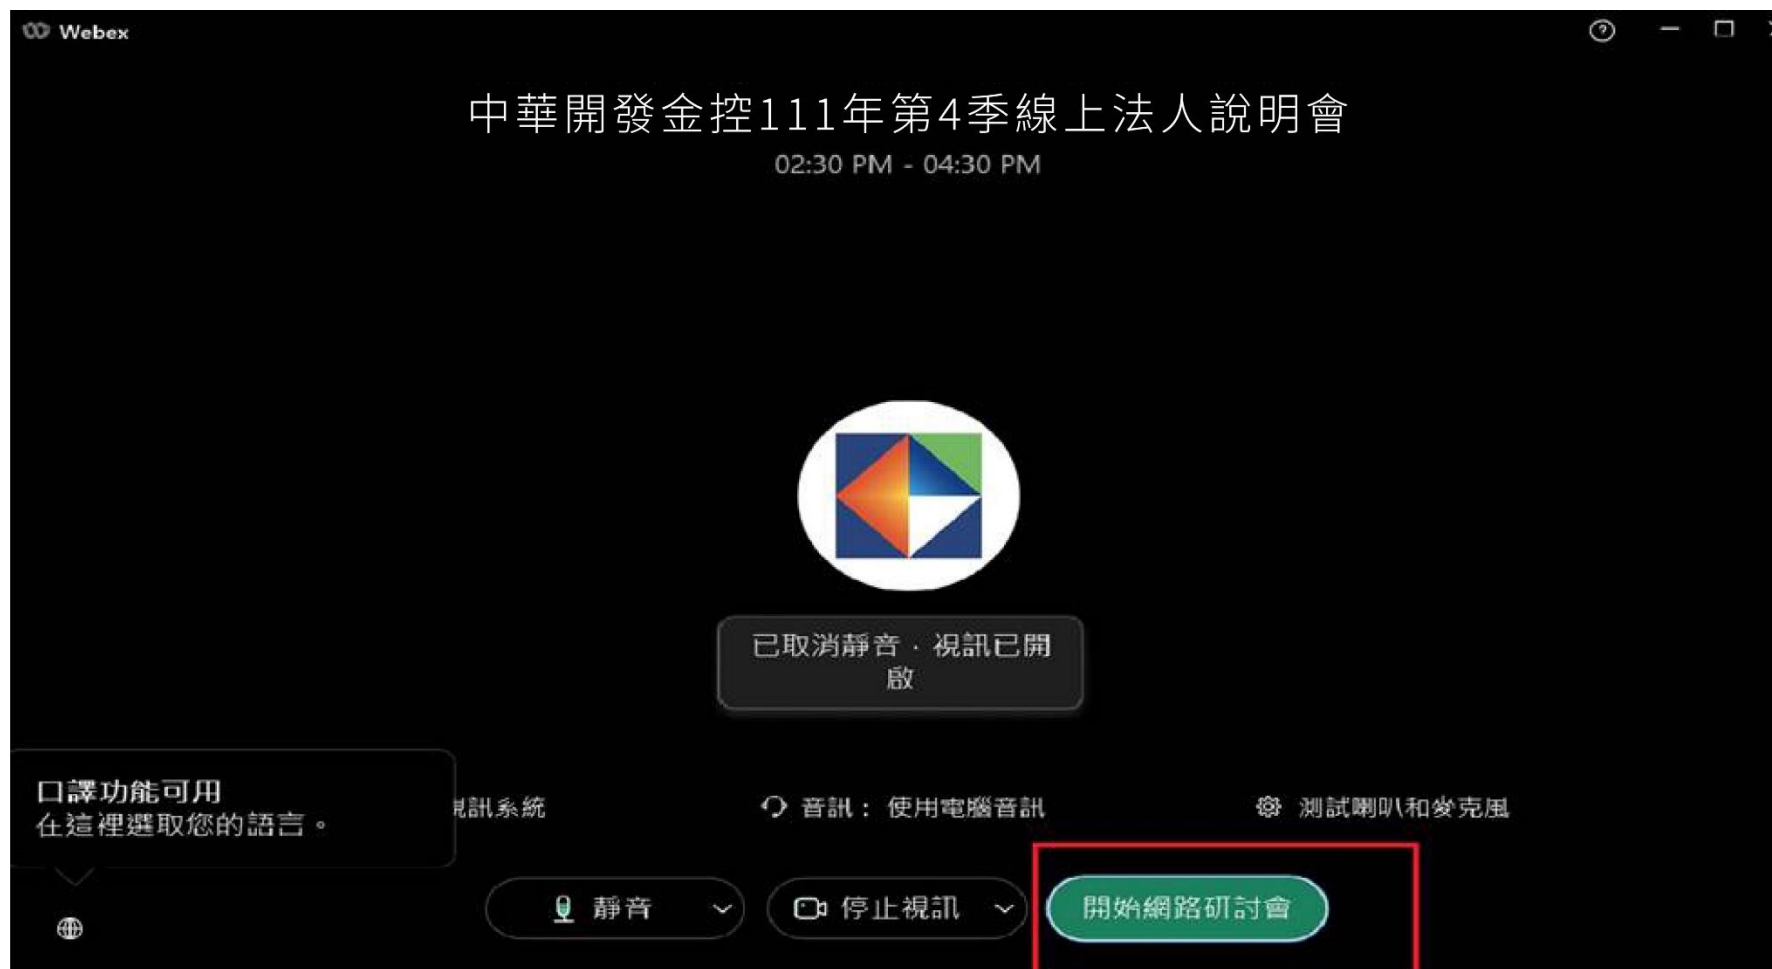 Webex
中華開發金控111年第4季線上法人說明會
02:30 PM - 04:30 PM
已取消靜音．視訊已開
啟
口譯功能可用
在這裡選取您的語言。
訊系統
音訊： 使用電腦音訊
測試喇叭和麥克風
靜音
停止視訊
開始網路研討會